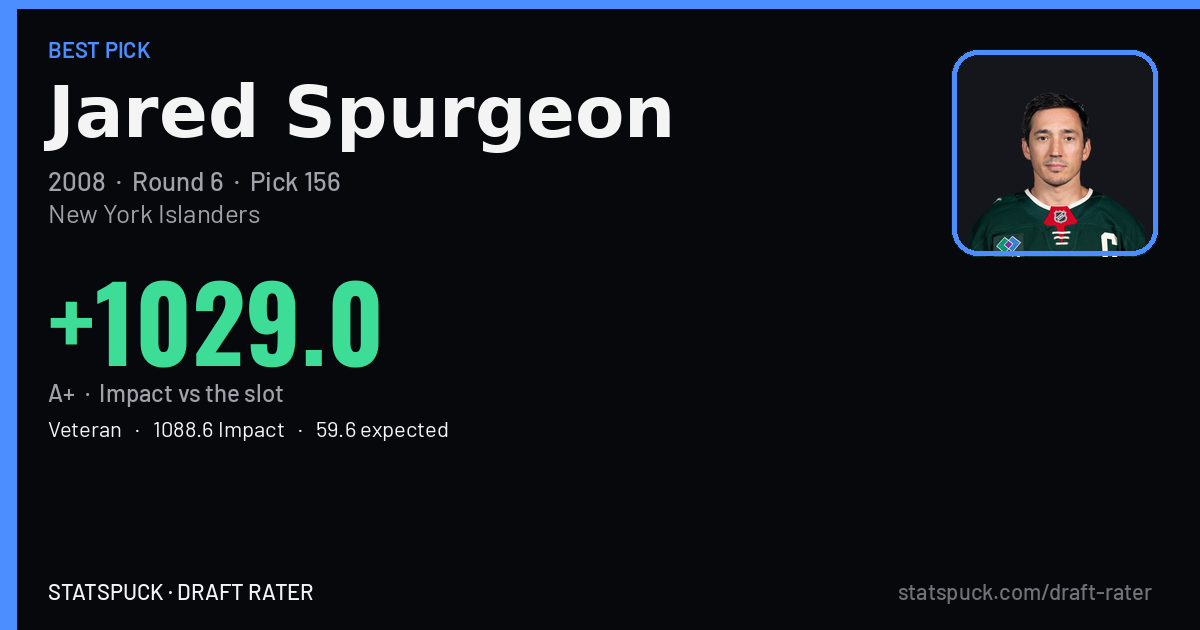 BEST PICK
Jared Spurgeon
2008 · Round 6 · Pick 156
New York Islanders
+1029.0
A+ · Impact vs the slot
Veteran · 1088.6 Impact · 59.6 expected
STATSPUCK · DRAFT RATER
statspuck.com/draft-rater